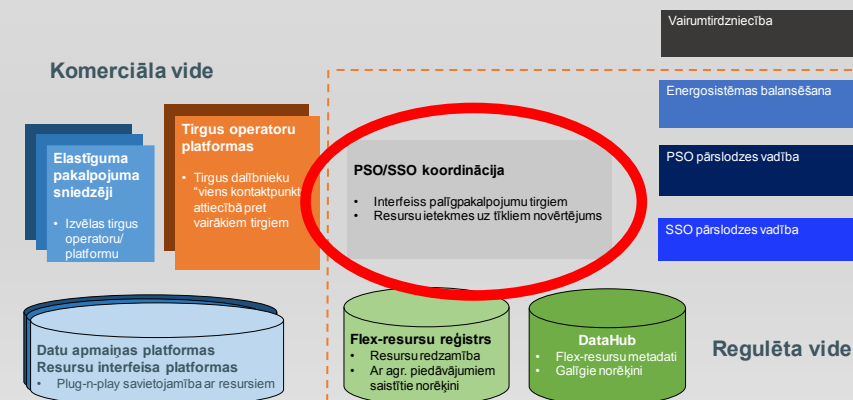 Vairumtirdzniecība
Komerciāla vide
Energosistēmas balansēšana
Elastīguma
pakalpojuma
sniedzēji
• Izvēlas tirgus
operatoru/
platformu
Tirgus operatoru
platformas
• Tirgus dalībnieku
"viens kontaktpunkts
attiecībā pret
vairākiem tirgiem
PSO/SSO koordinācija
• Interfeiss palīgpakalpojumu tirgiem
• Resursu ietekmes uz tīkliem novērtējums
PSO pārslodzes vadība
SSO pārslodzes vadība
Datu apmaiņas platformas
Resursu interfeisa platformas
• Plug-n-play savietojamība ar resursiem
Flex-resursu reģistrs
• Resursu redzamība
• Ar agr. piedāvājumiem
saistītie norēķini
DataHub
• Flex-resursu metadati
• Galīgie norēķini
Regulēta vide